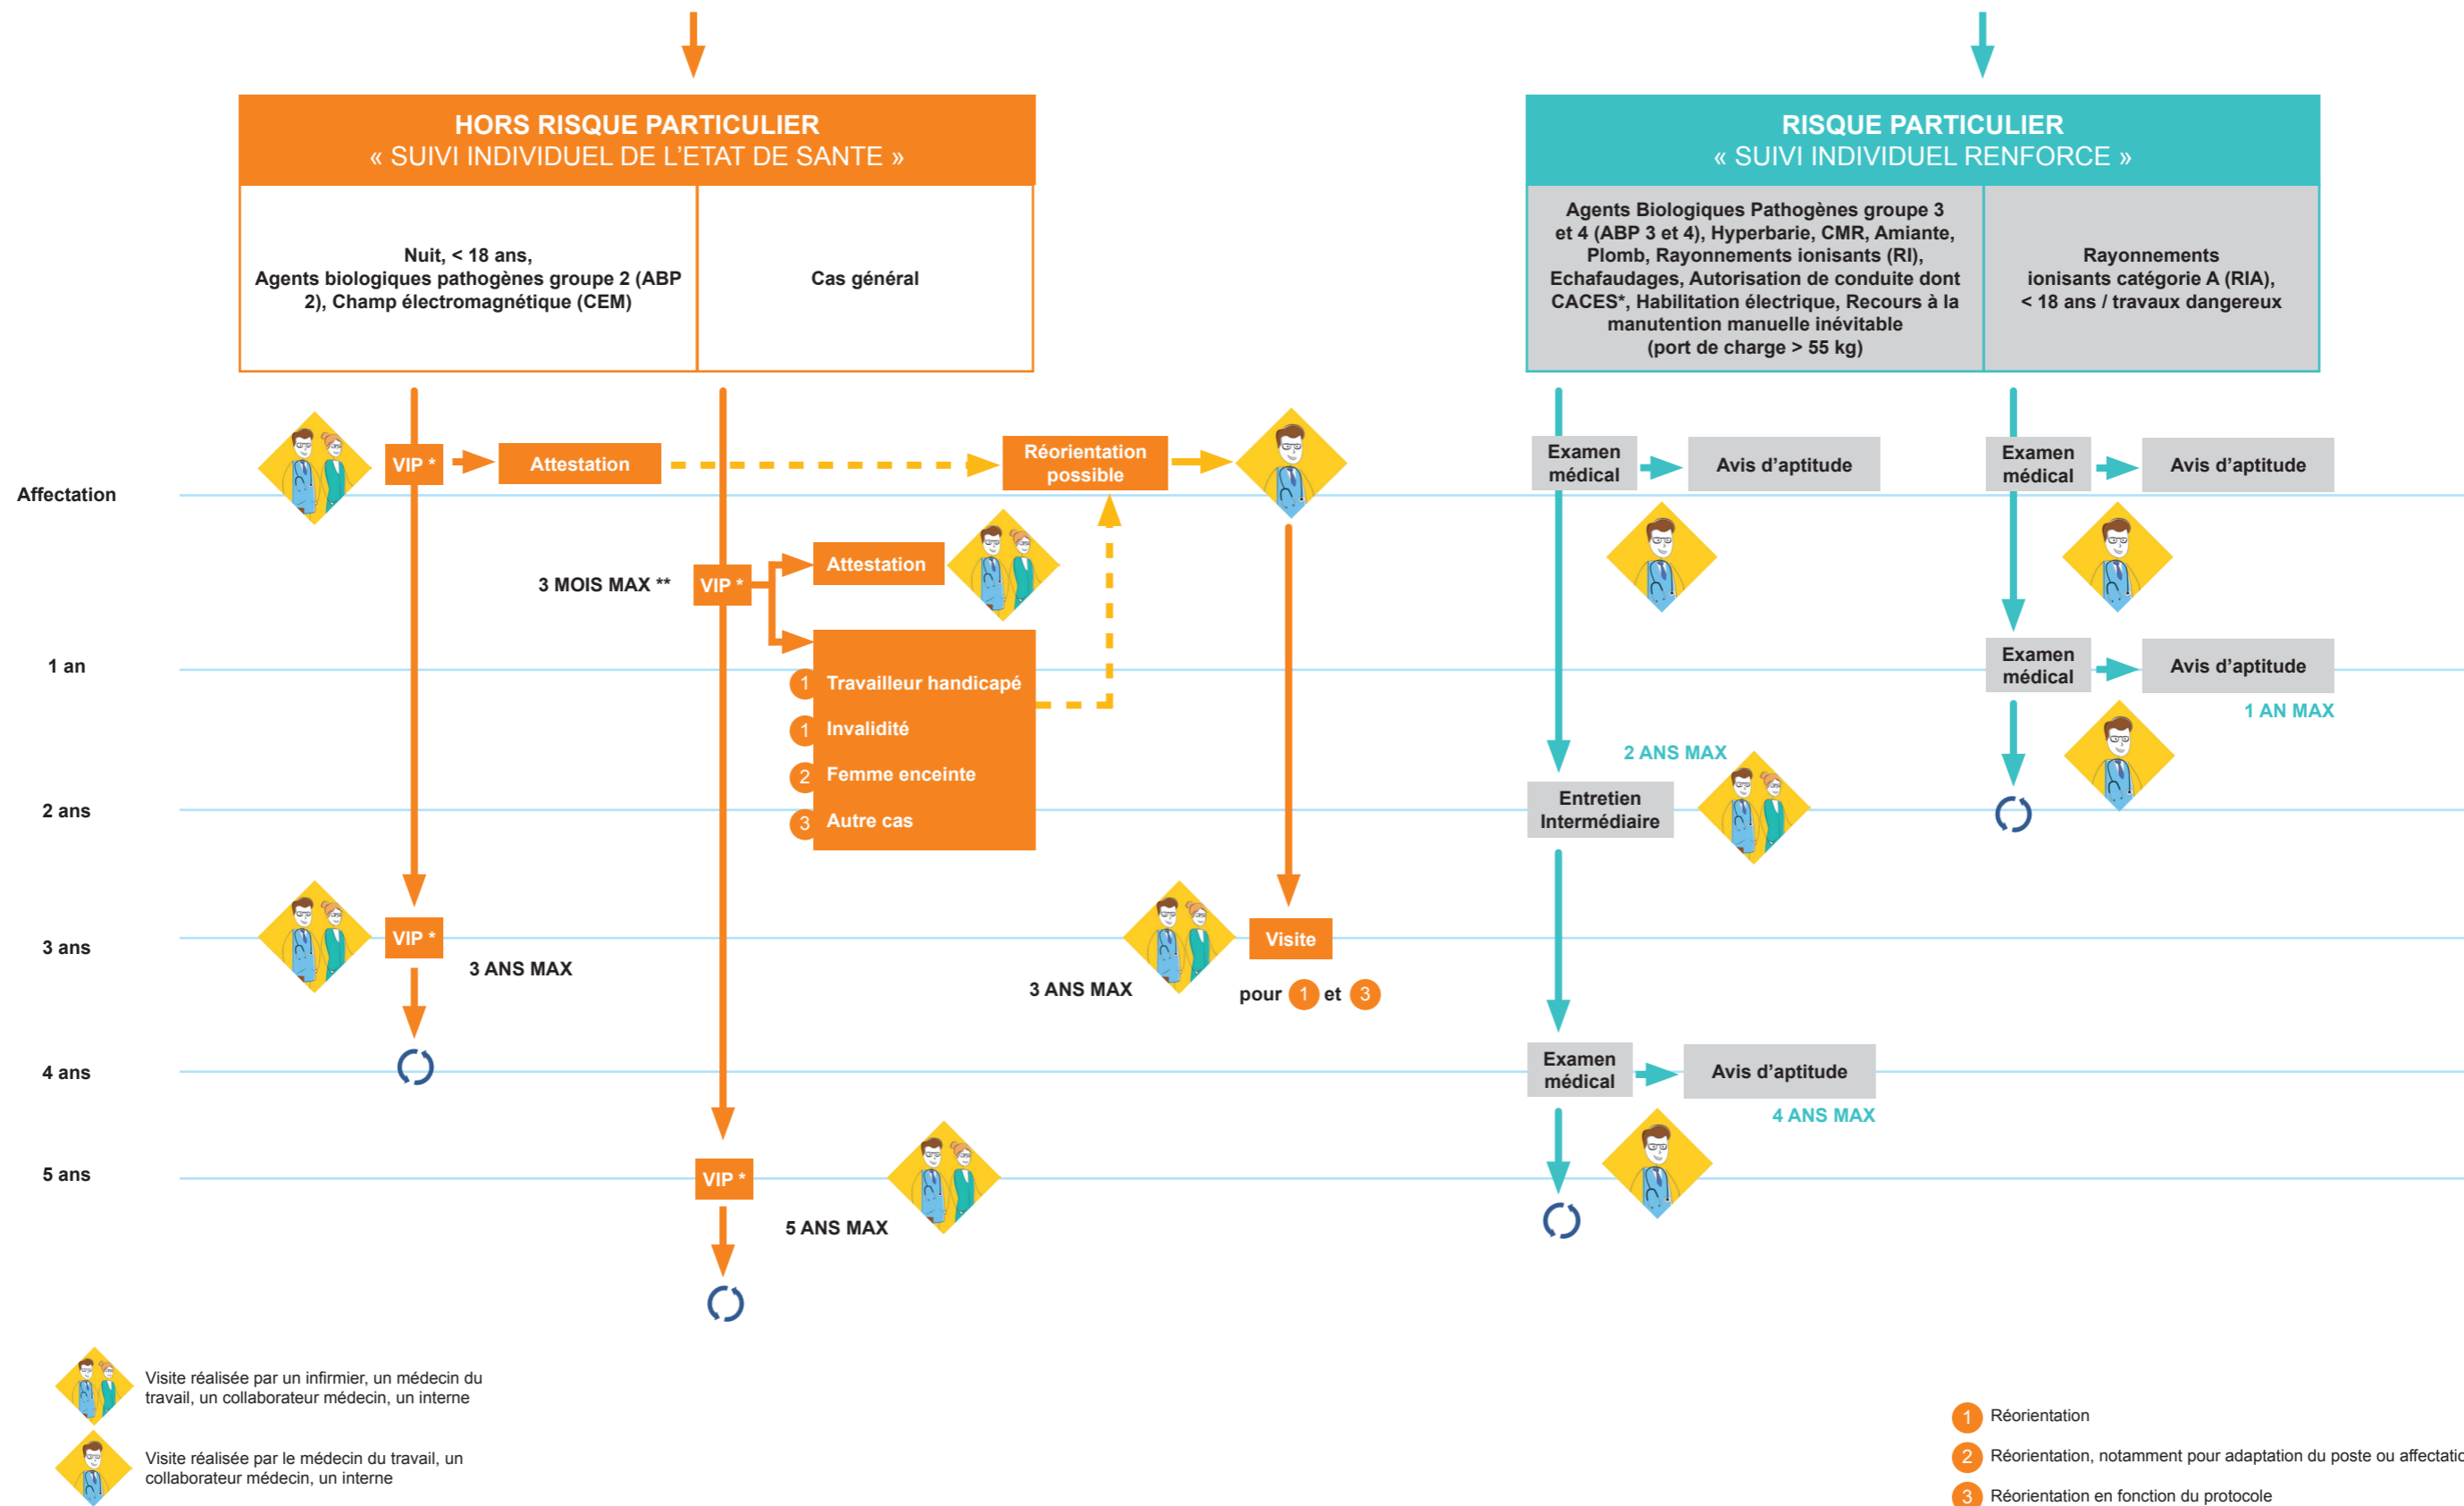 HORS RISQUE PARTICULIER
« SUIVI INDIVIDUEL DE L'ETAT DE SANTE »
Nuit, < 18 ans,
Agents biologiques pathogènes groupe 2 (ABP
2), Champ électromagnétique (CEM)
Cas général
RISQUE PARTICULIER
« SUIVI INDIVIDUEL RENFORCE »
Agents Biologiques Pathogènes groupe 3
et 4 (ABP 3 et 4), Hyperbarie, CMR, Amiante,
Plomb, Rayonnements ionisants (RI),
Echafaudages, Autorisation de conduite dont
CACES*, Habilitation électrique, Recours à la
manutention manuelle inévitable
(port de charge > 55 kg)
Rayonnements
ionisants catégorie A (RIA),
< 18 ans / travaux dangereux
Affectation
VIP *
Attestation
Réorientation
possible
Examen
médical
Avis d'aptitude
Examen
médical
Avis d'aptitude
3 MOIS MAX **
VIP *
Attestation
1 an
1 Travailleur handicapé
1 Invalidité
2 Femme enceinte
3 Autre cas
Examen
médical
Avis d'aptitude
1 AN MAX
2 ans
2 ANS MAX
Entretien
Intermédiaire
3 ans
VIP *
3 ANS MAX
3 ANS MAX
Visite
pour 1 et 3
4 ans
Examen
médical
Avis d'aptitude
4 ANS MAX
5 ans
VIP *
5 ANS MAX
Visite réalisée par un infirmier, un médecin du
travail, un collaborateur médecin, un interne
Visite réalisée par le médecin du travail, un
collaborateur médecin, un interne
1 Réorientation
2 Réorientation, notamment pour adaptation du poste ou affectatio
3 Réorientation en fonction du protocole